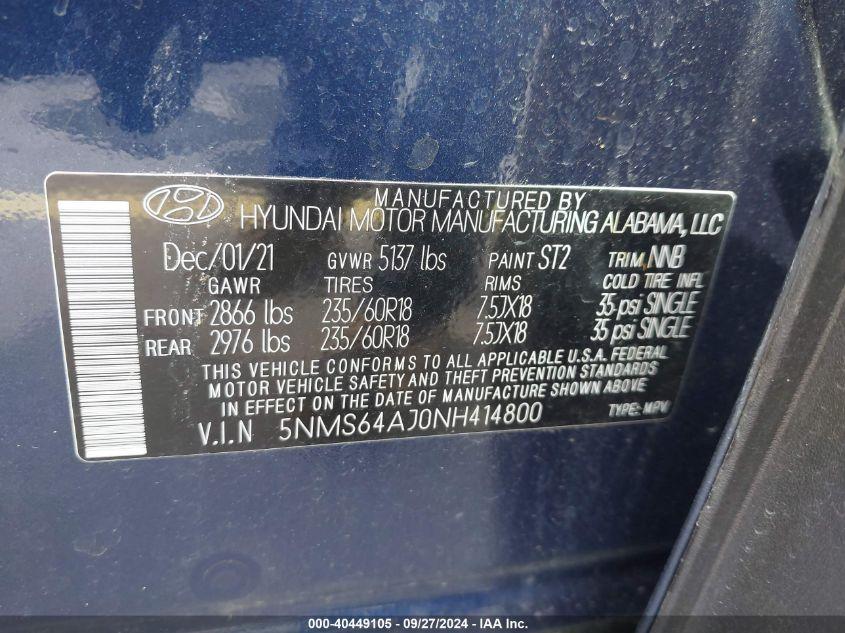 MANUFACTURED BY
HYUNDAI MOTOR MANUFACTURING ALABAMA, LLC
Dec/01/21 GVWR 5137 lbs PAINT ST2 TRIM NNB
GAWR TIRES RIMS COLD TIRE INFL
FRONT 2866 lbs 235/60R18 7.5JX18 35 psi SINGLE
REAR 2976 lbs 235/60R18 7.5JX18 35 psi SINGLE
THIS VEHICLE CONFORMS TO ALL APPLICABLE U.S.A. FEDERAL
MOTOR VEHICLE SAFETY AND THEFT PREVENTION STANDARDS
IN EFFECT ON THE DATE OF MANUFACTURE SHOWN ABOVE
V.I.N 5NMS64AJ0NH414800 TYPE: MPV
000-40449105 - 09/27/2024 - IAA Inc.